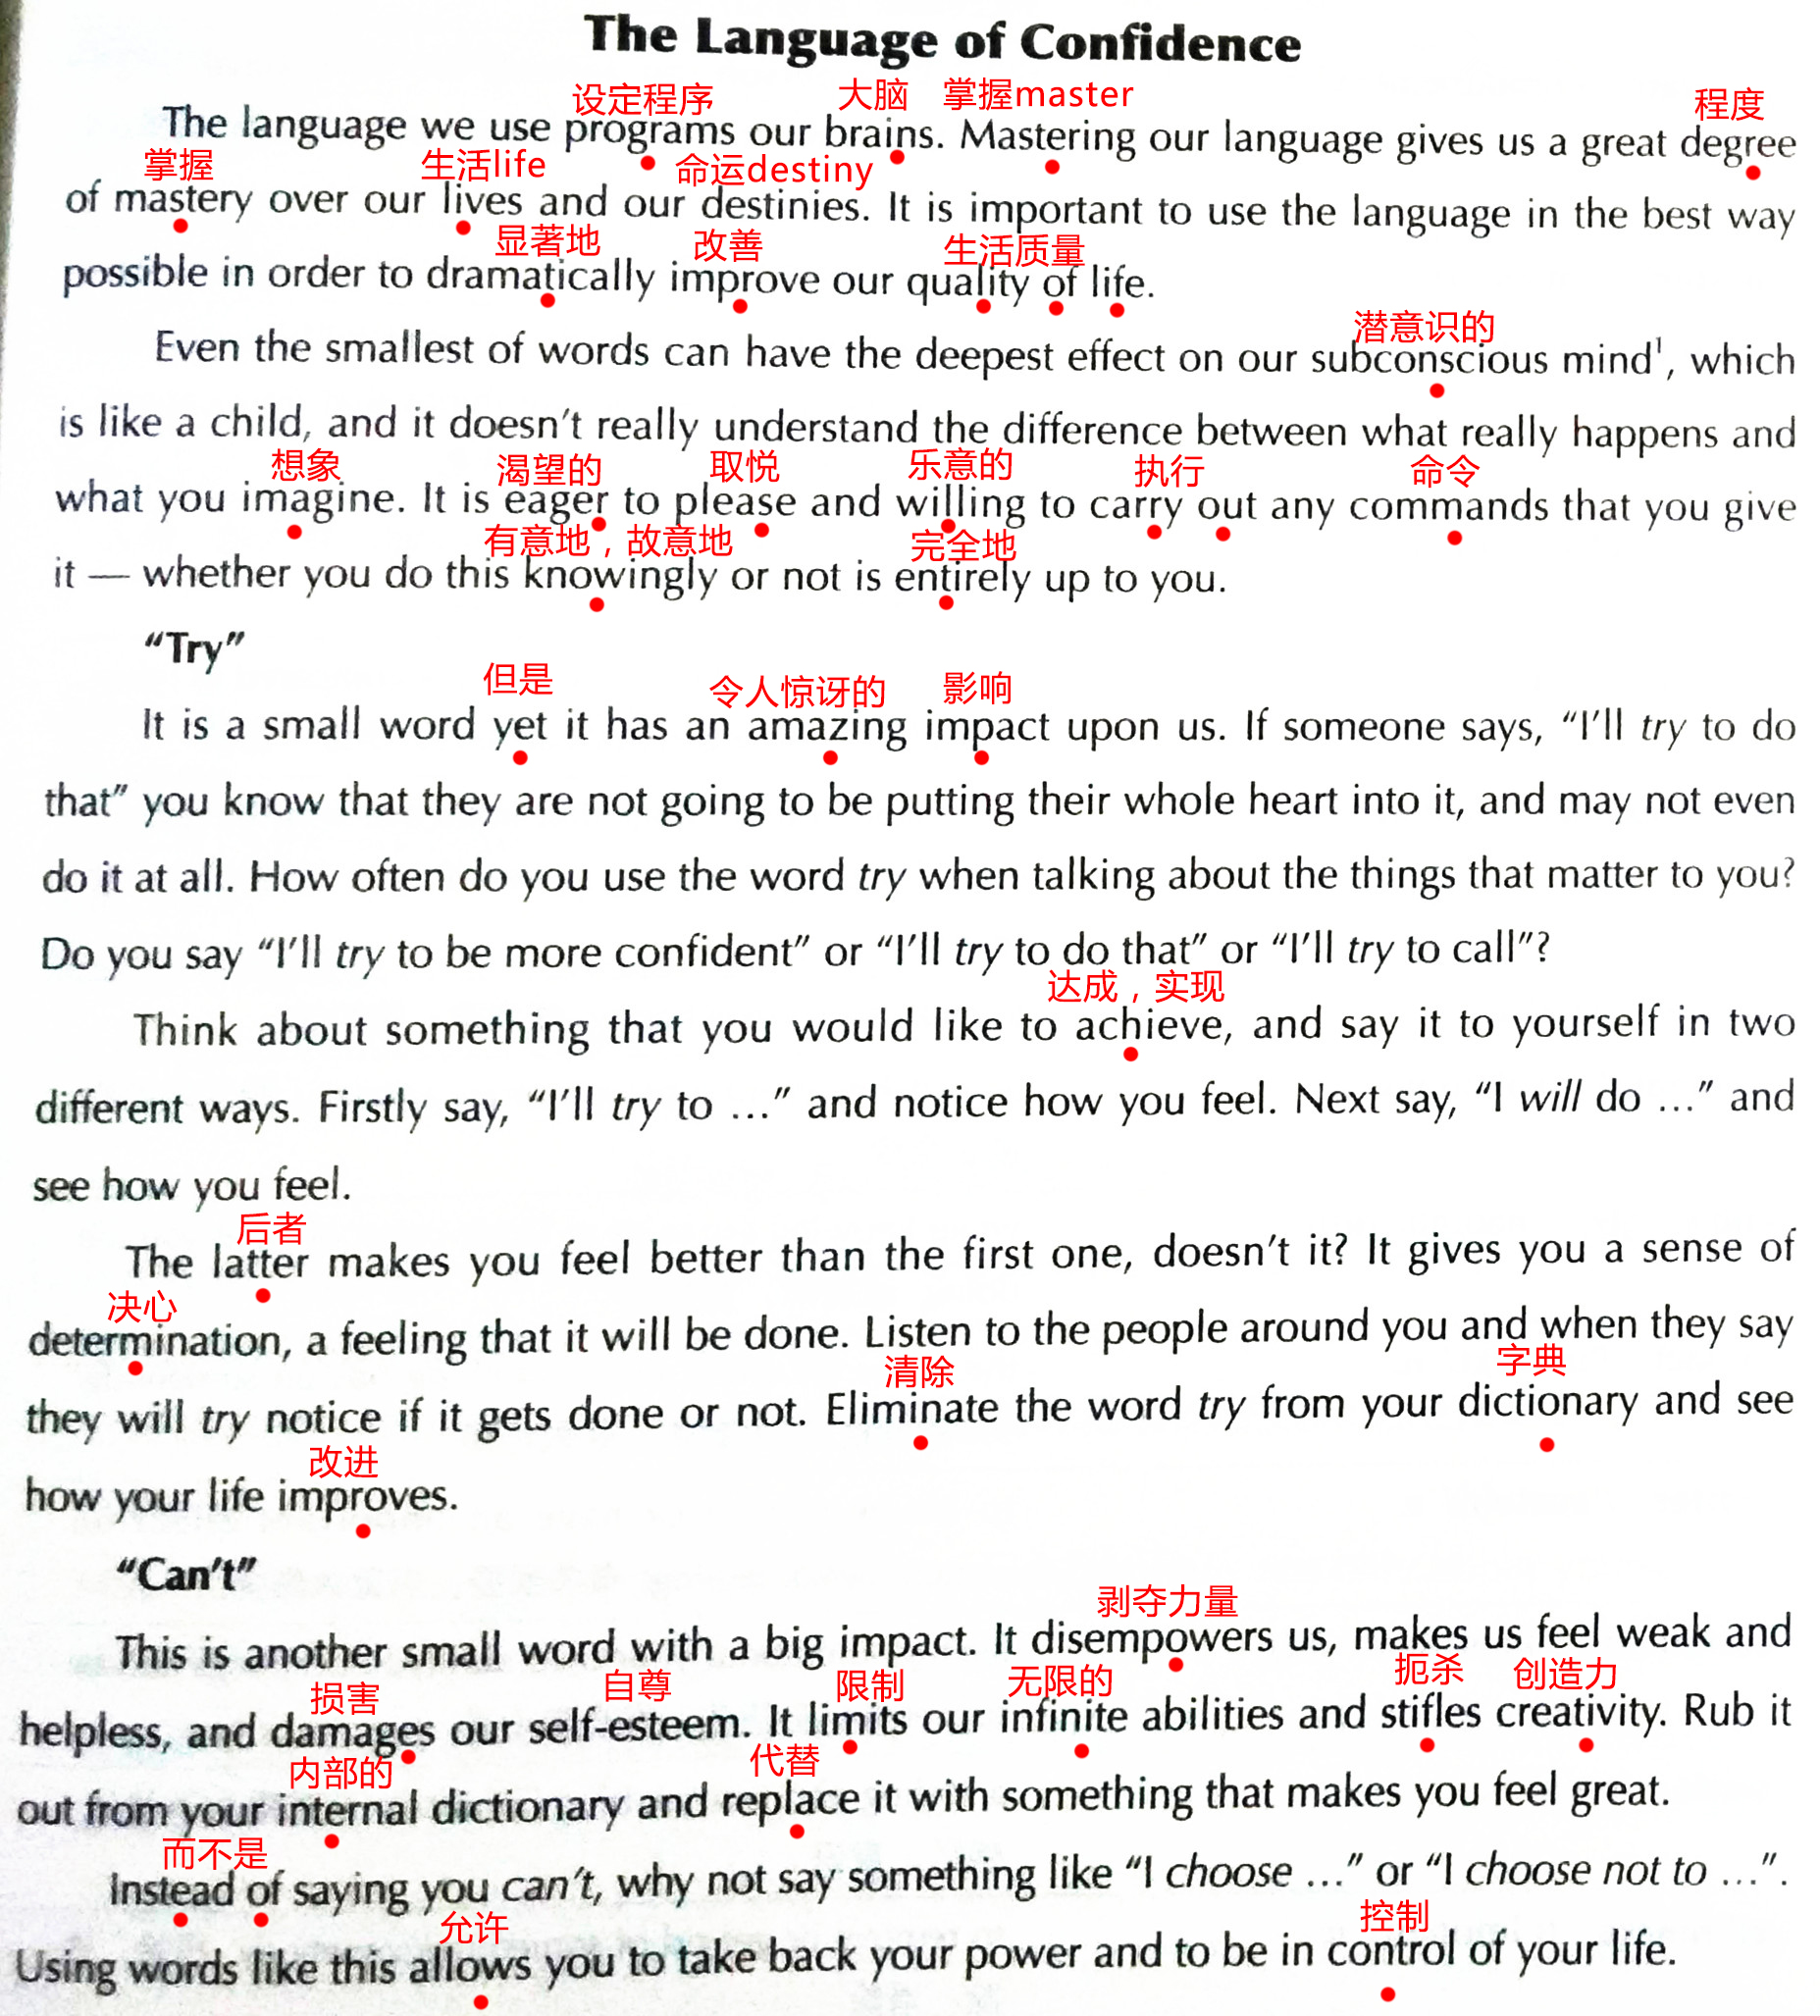 The Language of Confidence
设定程序 大脑 掌握master 程度
The language we use programs our brains. Mastering our language gives us a great degree
掌握 生活life 命运destiny
of mastery over our lives and our destinies. It is important to use the language in the best way
显著地 改善 生活质量
possible in order to dramatically improve our quality of life.
潜意识的
Even the smallest of words can have the deepest effect on our subconscious mind¹, which
is like a child, and it doesn't really understand the difference between what really happens and
想象 渴望的 取悦 乐意的 执行 命令
what you imagine. It is eager to please and willing to carry out any commands that you give
有意地，故意地 完全地
it — whether you do this knowingly or not is entirely up to you.
“Try”
但是 令人惊讶的 影响
It is a small word yet it has an amazing impact upon us. If someone says, “I'll try to do
that” you know that they are not going to be putting their whole heart into it, and may not even
do it at all. How often do you use the word try when talking about the things that matter to you?
Do you say “I'll try to be more confident” or “I'll try to do that” or “I'll try to call”?
达成，实现
Think about something that you would like to achieve, and say it to yourself in two
different ways. Firstly say, “I'll try to ...” and notice how you feel. Next say, “I will do ...” and
see how you feel.
后者
The latter makes you feel better than the first one, doesn't it? It gives you a sense of
决心
determination, a feeling that it will be done. Listen to the people around you and when they say
清除 字典
they will try notice if it gets done or not. Eliminate the word try from your dictionary and see
改进
how your life improves.
“Can't”
剥夺力量
This is another small word with a big impact. It disempowers us, makes us feel weak and
损害 自尊 限制 无限的 扼杀 创造力
helpless, and damages our self-esteem. It limits our infinite abilities and stifles creativity. Rub it
内部的 代替
out from your internal dictionary and replace it with something that makes you feel great.
而不是
Instead of saying you can't, why not say something like “I choose ...” or “I choose not to ...”.
允许 控制
Using words like this allows you to take back your power and to be in control of your life.